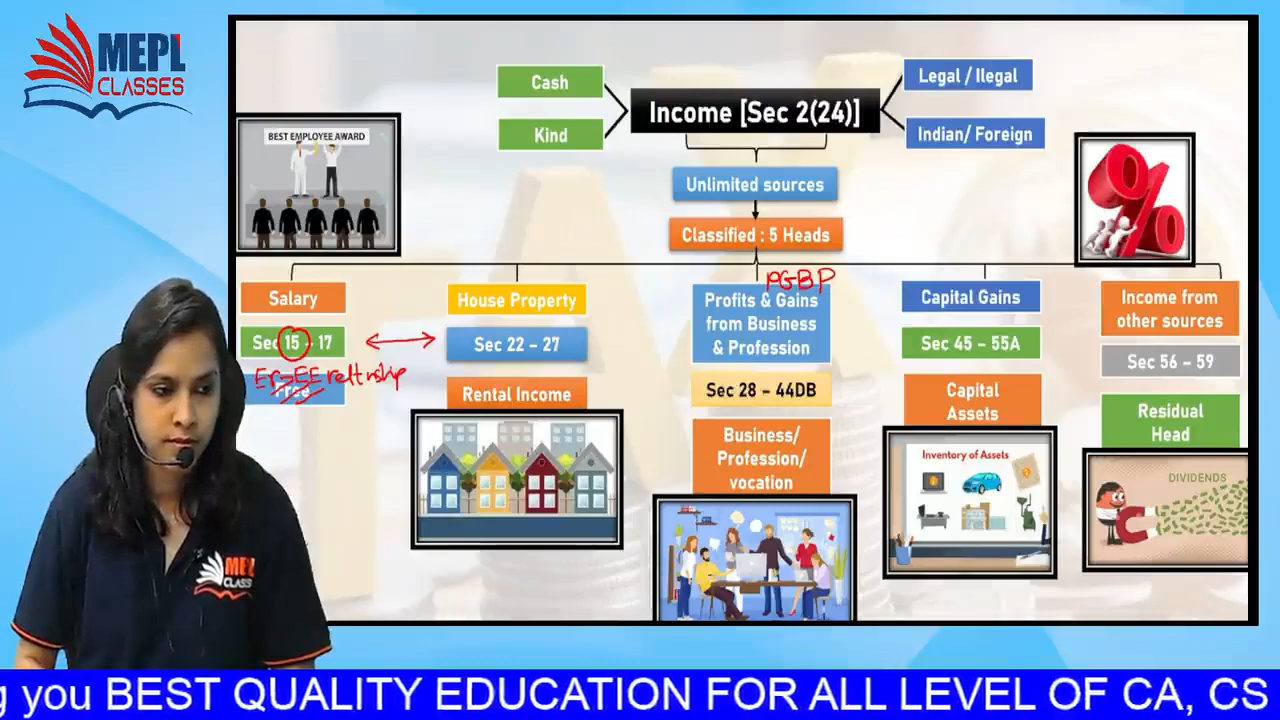 MEPL
CLASSES
Cash
Kind
Income [Sec 2(24)]
Legal / Ilegal
Indian/ Foreign
BEST EMPLOYEE AWARD
Unlimited sources
Classified : 5 Heads
PGBP
Salary
Sec 15 - 17
Er EE
House Property
Sec 22 – 27
Rental Income
Profits & Gains
from Business
& Profession
Sec 28 – 44DB
Business/
Profession/
vocation
Capital Gains
Sec 45 – 55A
Capital
Assets
Inventory of Assets
Income from
other sources
Sec 56 – 59
Residual
Head
DIVIDENDS
MEPL
CLASSES
g you BEST QUALITY EDUCATION FOR ALL LEVEL OF CA, CS